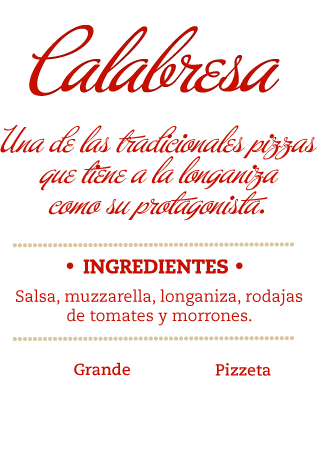 Calabresa
Una de las tradicionales pizzas
que tiene a la longaniza
como su protagonista.
• INGREDIENTES •
Salsa, muzzarella, longaniza, rodajas
de tomates y morrones.
Grande Pizzeta